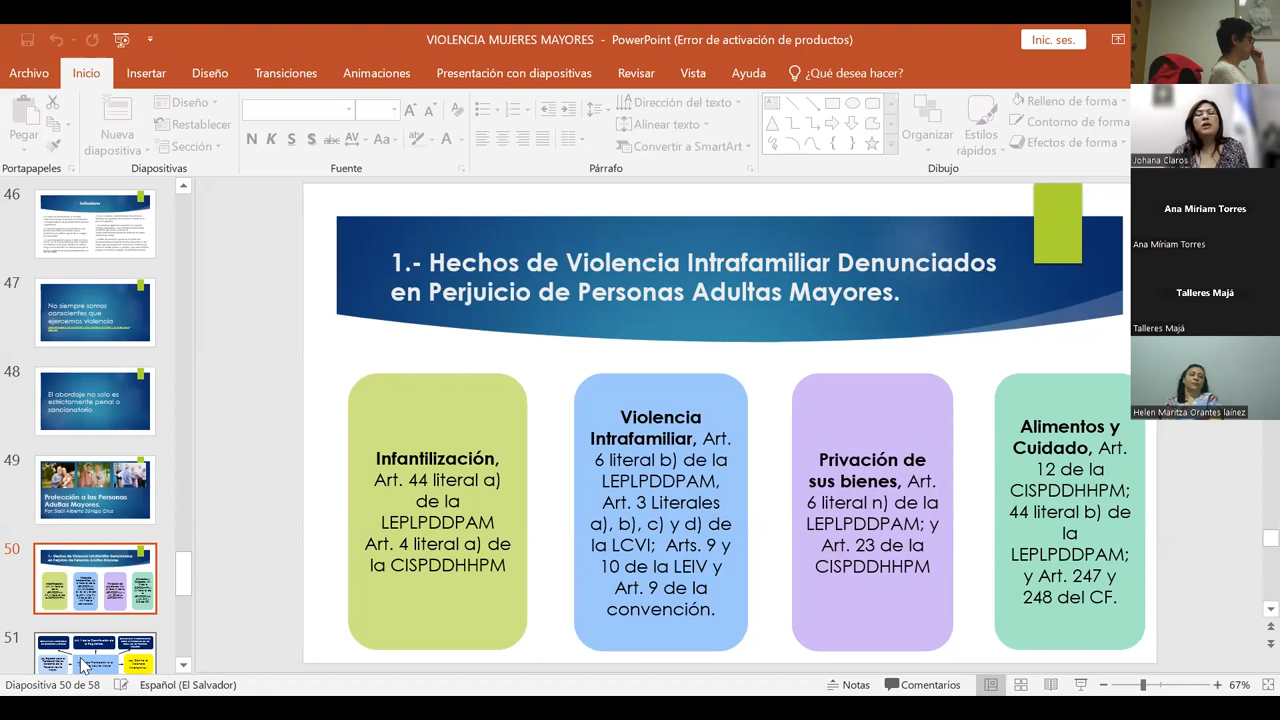 VIOLENCIA MUJERES MAYORES - PowerPoint (Error de activación de productos)
Inic. ses.
Archivo
Inicio
Insertar
Diseño
Transiciones
Animaciones
Presentación con diapositivas
Revisar
Vista
Ayuda
¿Qué desea hacer?
Pegar
Nueva
diapositiva
Diseño
Restablecer
Sección
N K S S abc AV Aa A
Dirección del texto
Alinear texto
Convertir a SmartArt
Organizar
Estilos
rápidos
Relleno de forma
Contorno de forma
Efectos de forma
Portapapeles
Diapositivas
Fuente
Párrafo
Dibujo
46
47
No siempre somos
conscientes que
ejercemos violencia
48
El abordaje no solo es
estrictamente penal o
sancionatorio
49
Protección a las Personas
Adultas Mayores.
Por: Saúl Alberto Zúniga Cruz
50
51
1.- Hechos de Violencia Intrafamiliar Denunciados
en Perjuicio de Personas Adultas Mayores.
Infantilización,
Art. 44 literal a)
de la
LEPLPDDPAM
Art. 4 literal a) de
la CISPDDHHPM
Violencia
Intrafamiliar, Art.
6 literal b) de la
LEPLPDDPAM,
Art. 3 Literales
a), b), c) y d) de
la LCVI; Arts. 9 y
10 de la LEIV y
Art. 9 de la
convención.
Privación de
sus bienes, Art.
6 literal n) de la
LEPLPDDPAM; y
Art. 23 de la
CISPDDHHPM
Alimentos y
Cuidado, Art.
12 de la
CISPDDHHPM;
44 literal b) de
la
LEPLPDDPAM;
y Art. 247 y
248 del CF.
Johana Claros
Ana Miriam Torres
Ana Míriam Torres
Talleres Majá
Talleres Majá
Helen Maritza Orantes laínez
Diapositiva 50 de 58
Español (El Salvador)
Notas
Comentarios
67%